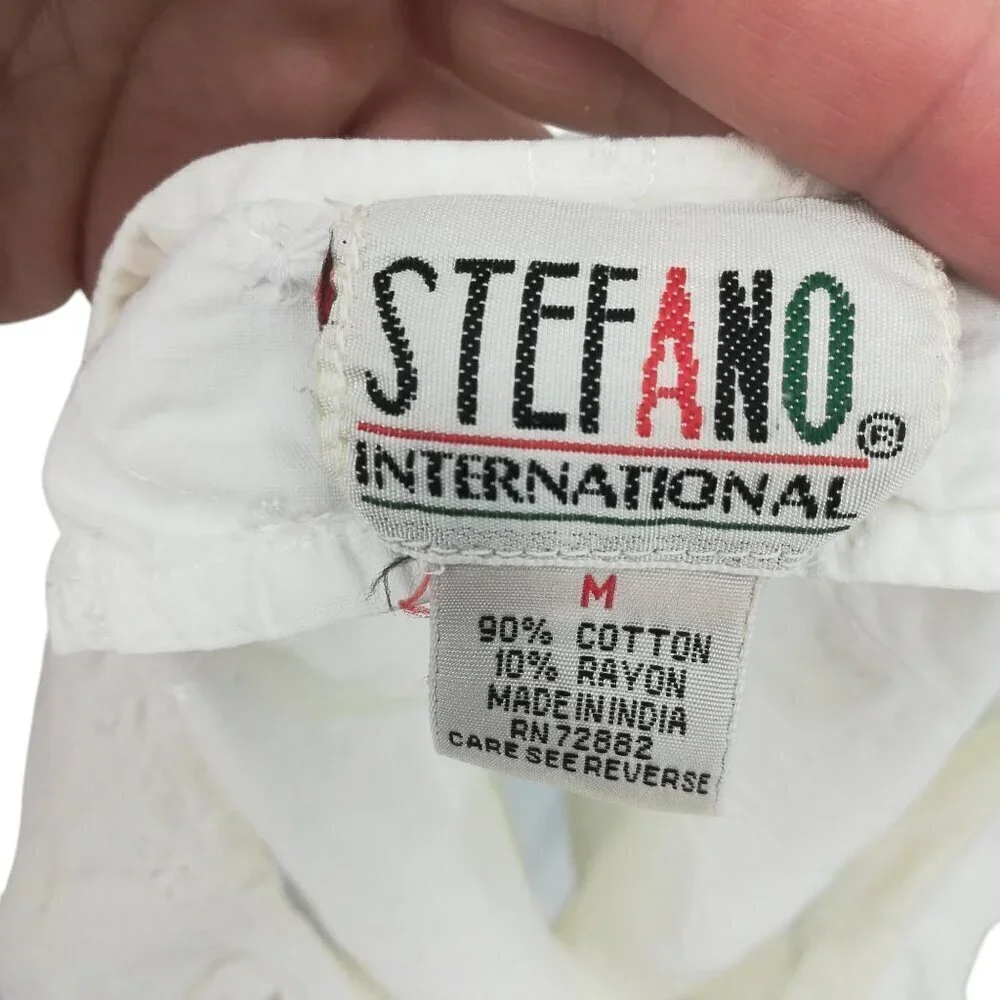 STEFANO®
INTERNATIONAL
M
90% COTTON
10% RAYON
MADE IN INDIA
RN 72882
CARE SEE REVERSE